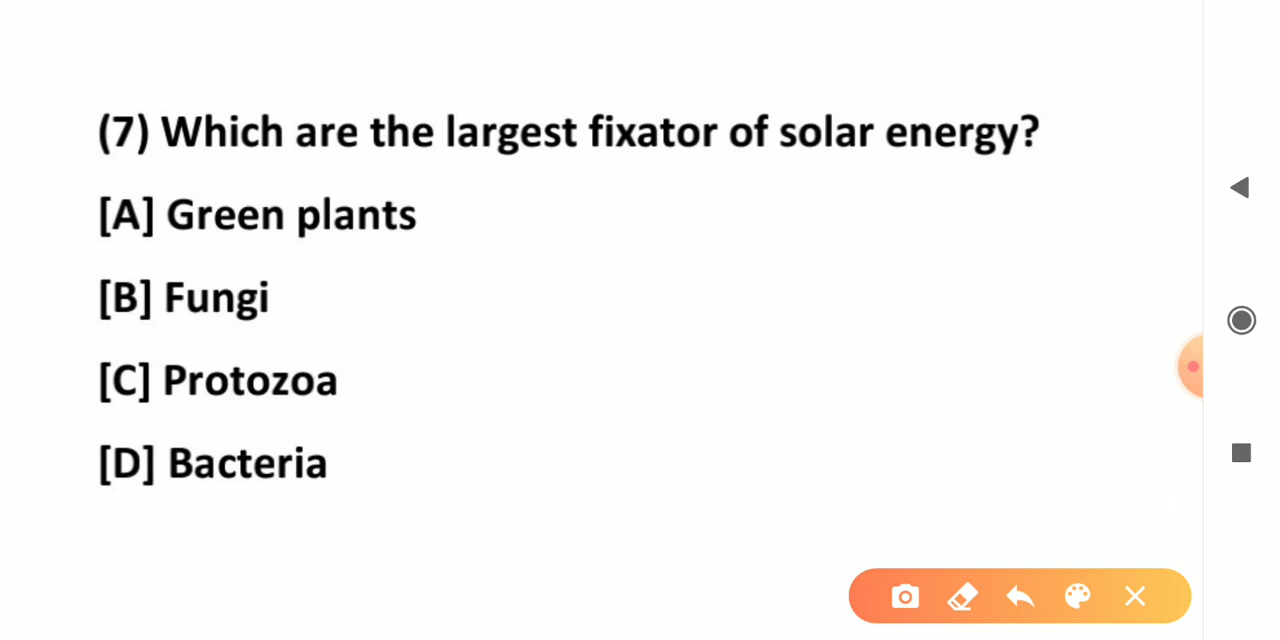 (7) Which are the largest fixator of solar energy?
[A] Green plants
[B] Fungi
[C] Protozoa
[D] Bacteria